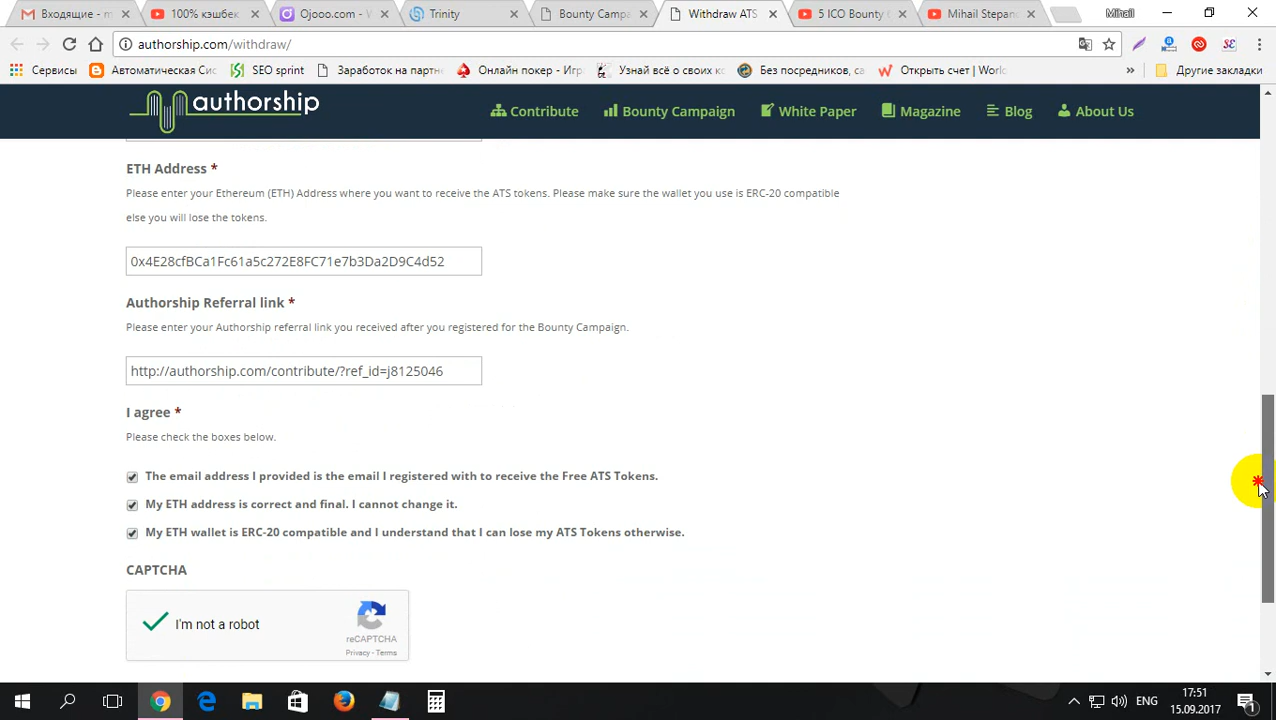 Входящие - m
100% кэшбек
Ojooo.com - W
Trinity
Bounty Campa
Withdraw ATS
5 ICO Bounty C
Mihail Stepano
Mihail
authorship.com/withdraw/
Сервисы
Автоматическая Сис
SEO sprint
Заработок на партн
Онлайн покер - Игр
Узнай всё о своих ко
Без посредников, са
Открыть счет | World
»
Другие закладки
authorship
Contribute
Bounty Campaign
White Paper
Magazine
Blog
About Us
ETH Address *
Please enter your Ethereum (ETH) Address where you want to receive the ATS tokens. Please make sure the wallet you use is ERC-20 compatible
else you will lose the tokens.
0x4E28cfBCa1Fc61a5c272E8FC71e7b3Da2D9C4d52
Authorship Referral link *
Please enter your Authorship referral link you received after you registered for the Bounty Campaign.
http://authorship.com/contribute/?ref_id=j8125046
I agree *
Please check the boxes below.
The email address I provided is the email I registered with to receive the Free ATS Tokens.
My ETH address is correct and final. I cannot change it.
My ETH wallet is ERC-20 compatible and I understand that I can lose my ATS Tokens otherwise.
CAPTCHA
I'm not a robot
reCAPTCHA
Privacy - Terms
ENG
17:51
15.09.2017
1